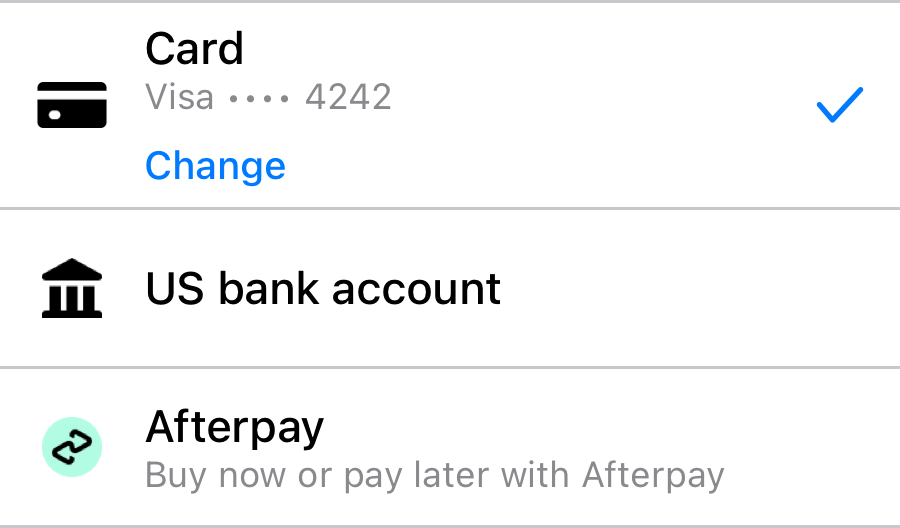 Card
Visa •••• 4242
Change
US bank account
Afterpay
Buy now or pay later with Afterpay